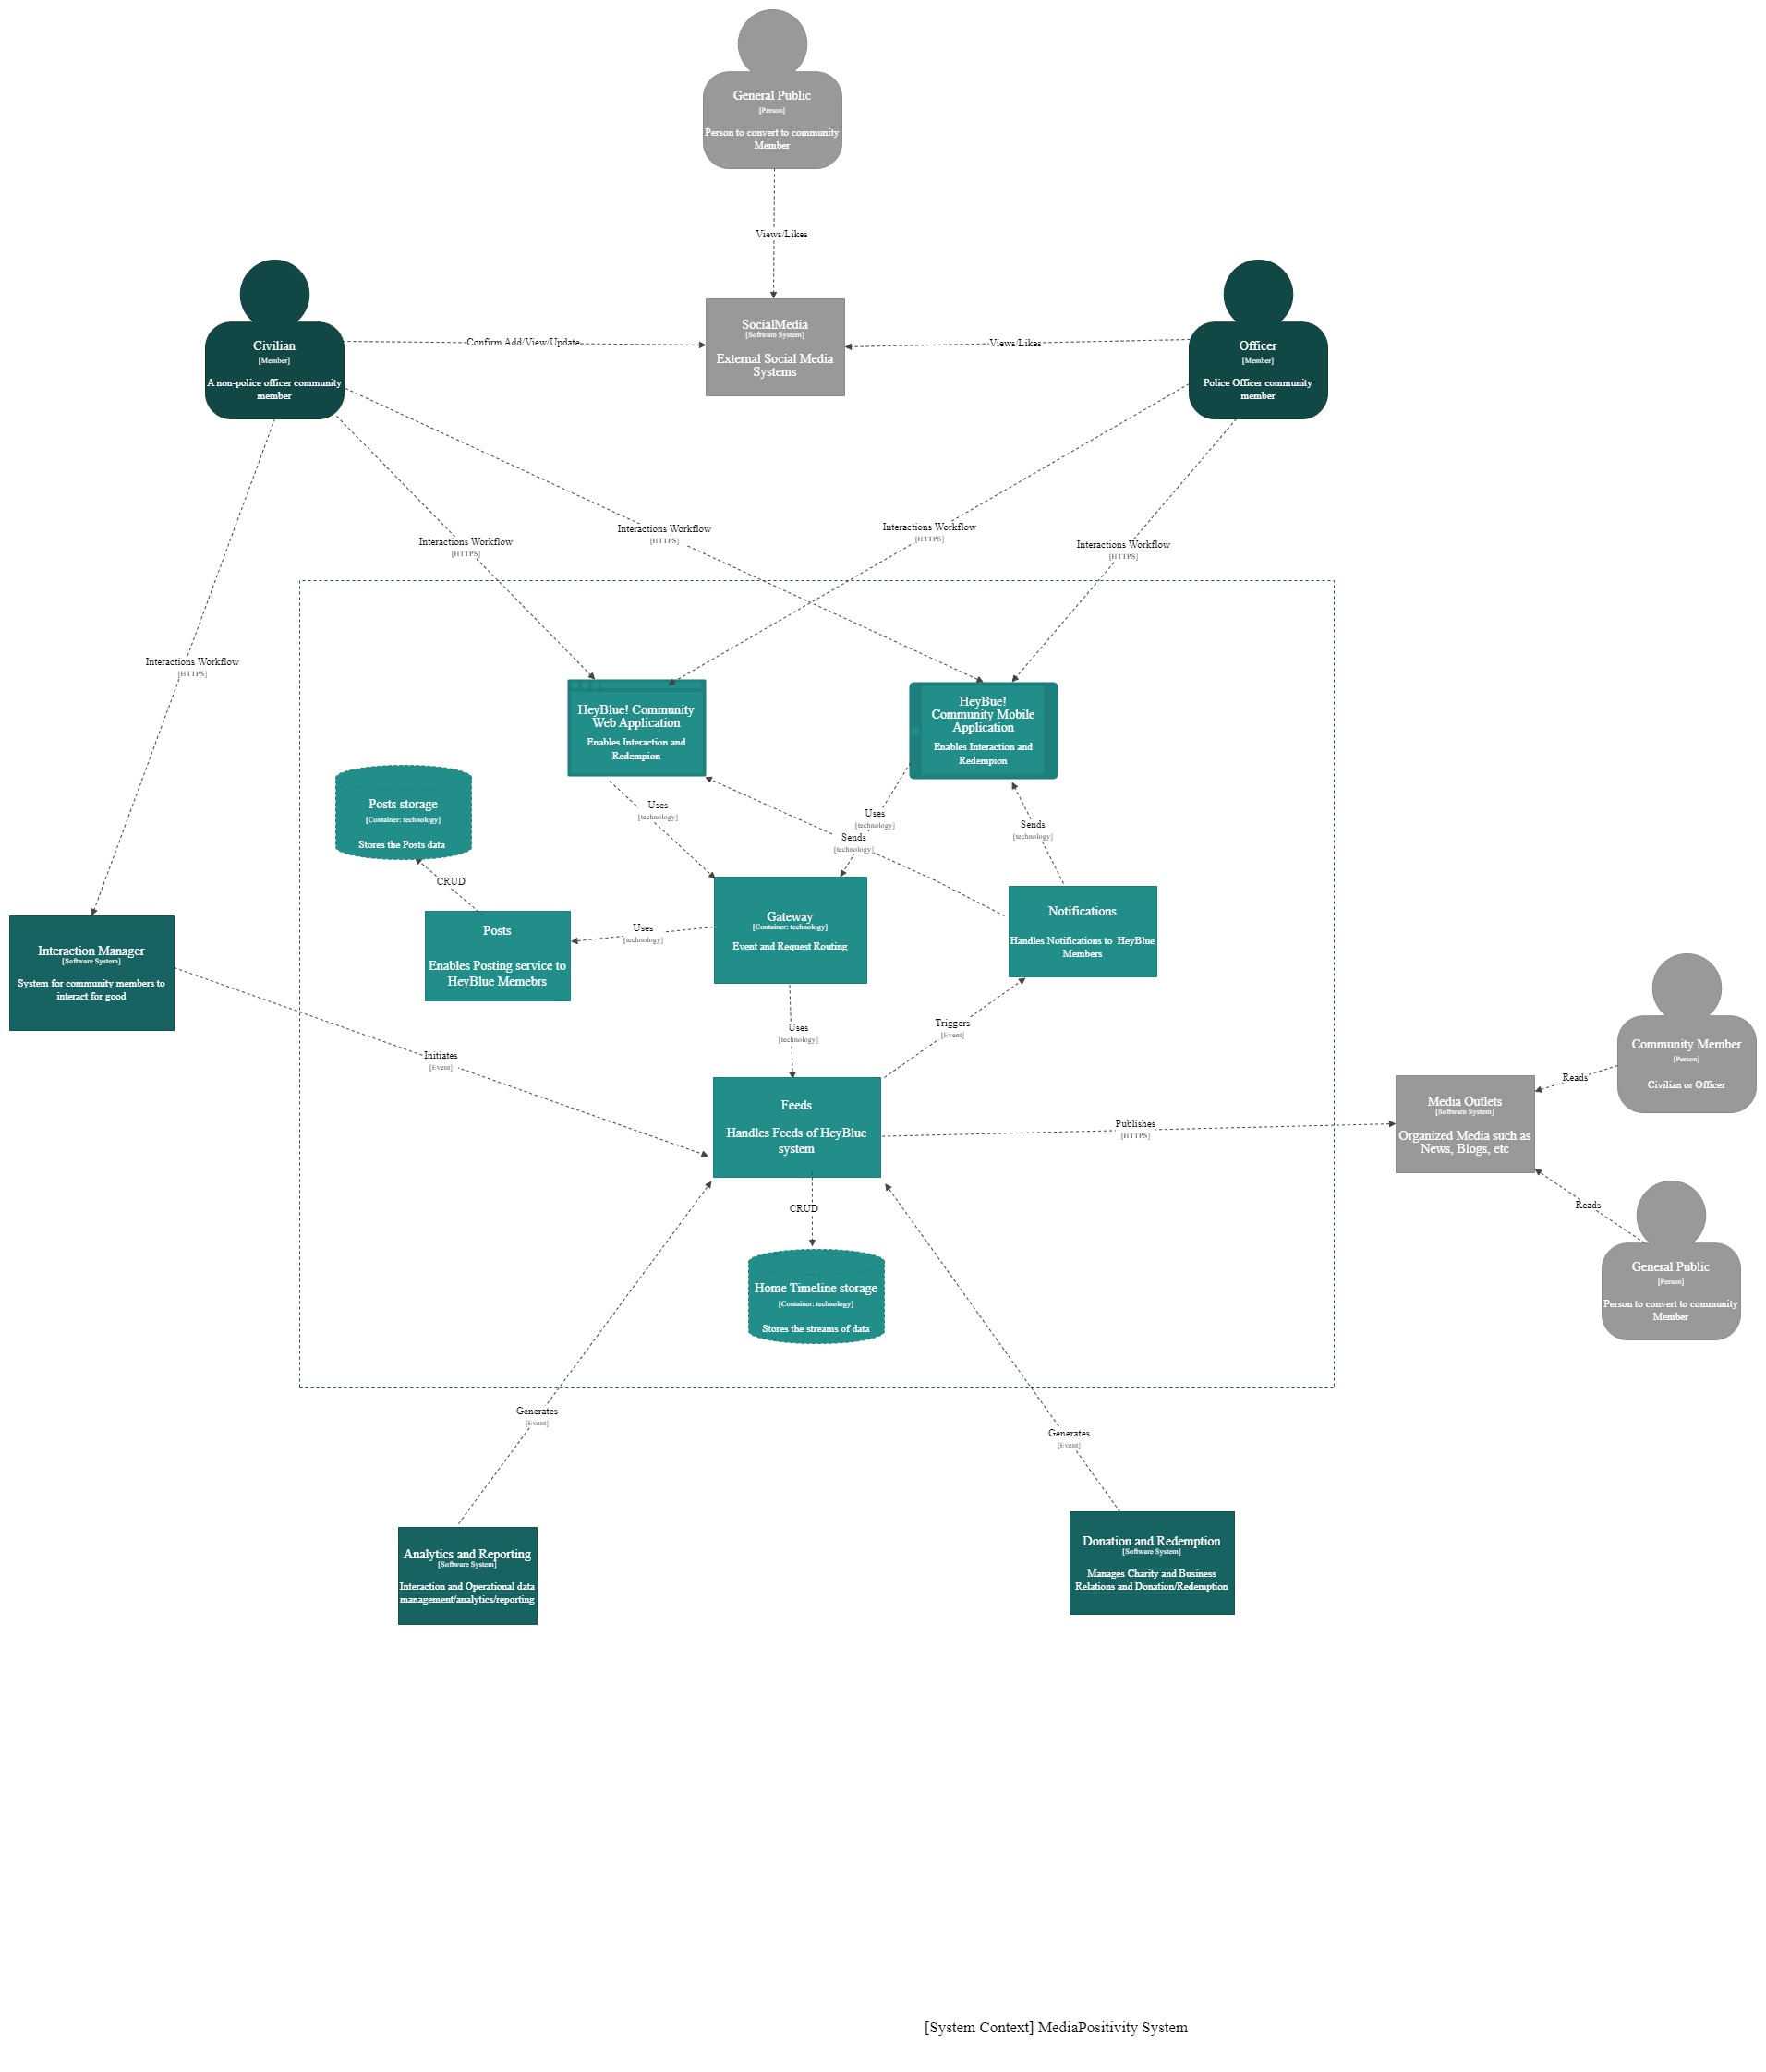 General Public
[Person]
Person to convert to community
Member
Views/Likes
Civilian
[Member]
A non-police officer community
member
Confirm Add/View/Update
SocialMedia
[Software System]
External Social Media
Systems
Views/Likes
Officer
[Member]
Police Officer community
member
Interactions Workflow
[HTTPS]
Interactions Workflow
[HTTPS]
Interactions Workflow
[HTTPS]
Interactions Workflow
[HTTPS]
Interactions Workflow
[HTTPS]
HeyBlue! Community
Web Application
Enables Interaction and
Redempion
HeyBue!
Community Mobile
Application
Enables Interaction and
Redempion
Posts storage
[Container: technology]
Stores the Posts data
Uses
[technology]
Uses
[technology]
Sends
[technology]
Sends
[technology]
CRUD
Posts
Enables Posting service to
HeyBlue Memebrs
Uses
[technology]
Gateway
[Container: technology]
Event and Request Routing
Notifications
Handles Notifications to HeyBlue
Members
Interaction Manager
[Software System]
System for community members to
interact for good
Initiates
[Event]
Uses
[technology]
Triggers
[Event]
Feeds
Handles Feeds of HeyBlue
system
Publishes
[HTTPS]
Media Outlets
[Software System]
Organized Media such as
News, Blogs, etc
Reads
Community Member
[Person]
Civilian or Officer
Reads
General Public
[Person]
Person to convert to community
Member
CRUD
Home Timeline storage
[Container: technology]
Stores the streams of data
Generates
[Event]
Generates
[Event]
Analytics and Reporting
[Software System]
Interaction and Operational data
management/analytics/reporting
Donation and Redemption
[Software System]
Manages Charity and Business
Relations and Donation/Redemption
[System Context] MediaPositivity System